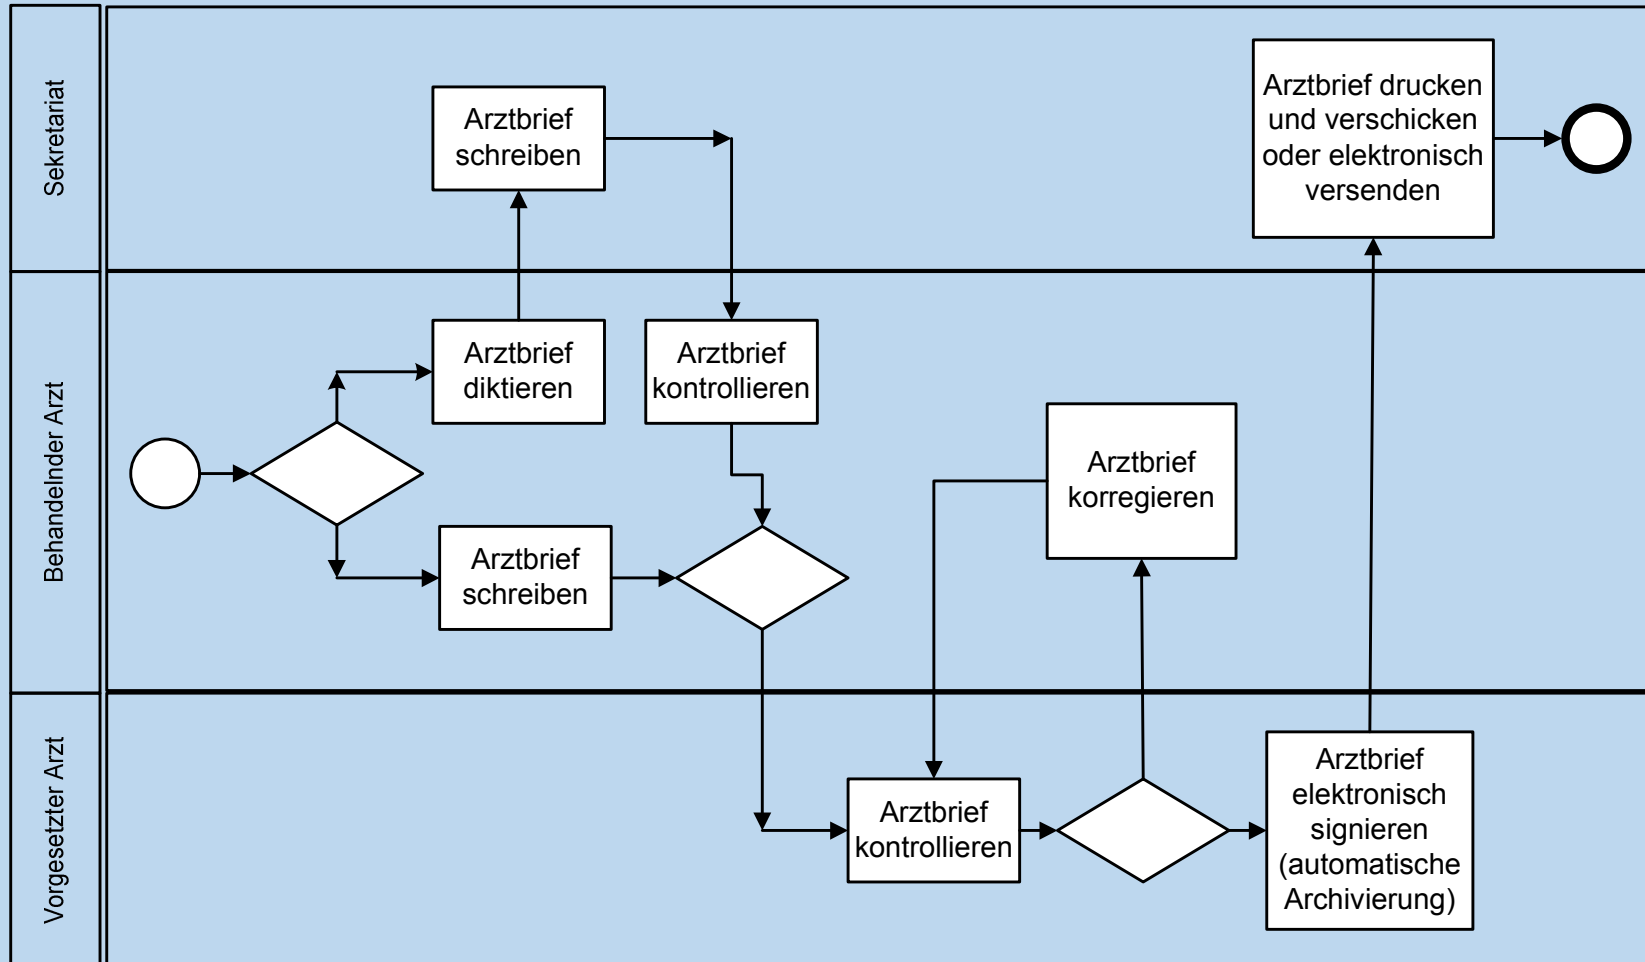 Sekretariat
Arztbrief
schreiben
Arztbrief drucken
und verschicken
oder elektronisch
versenden
Behandelnder Arzt
Arztbrief
diktieren
Arztbrief
kontrollieren
Arztbrief
schreiben
Arztbrief
korregieren
Vorgesetzter Arzt
Arztbrief
kontrollieren
Arztbrief
elektronisch
signieren
(automatische
Archivierung)